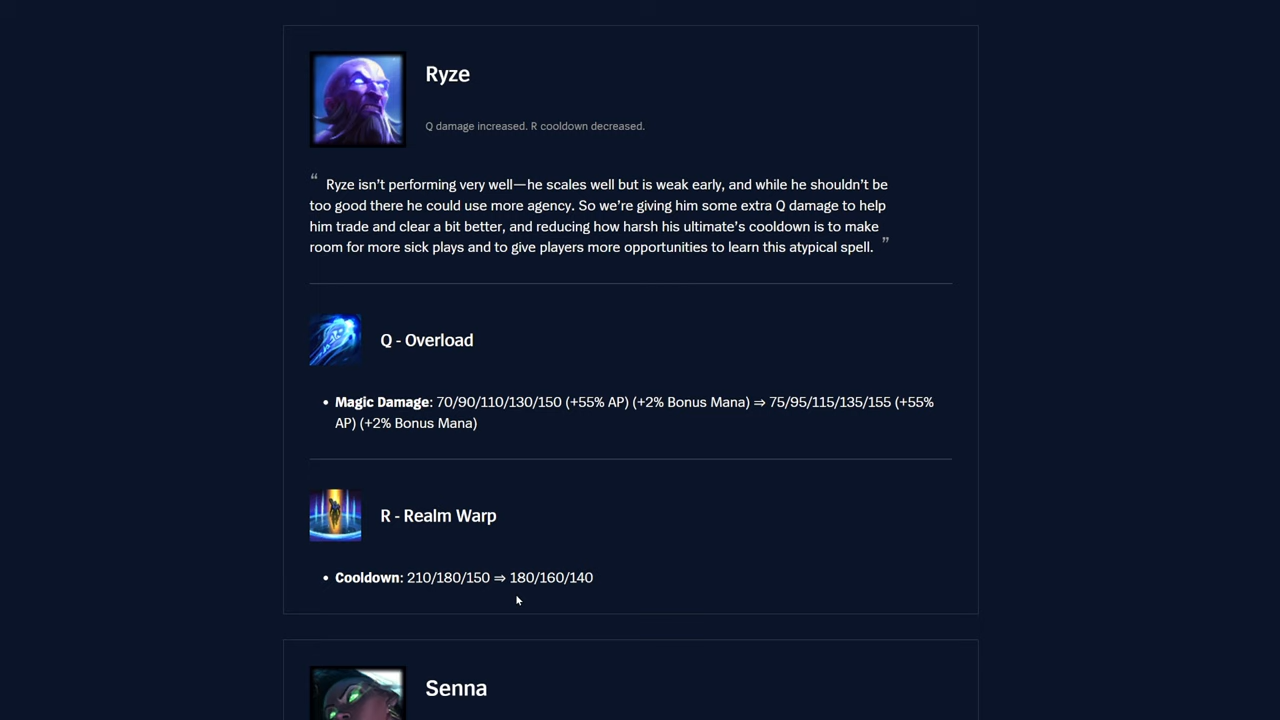 Ryze
Q damage increased. R cooldown decreased.
“ Ryze isn’t performing very well—he scales well but is weak early, and while he shouldn’t be
too good there he could use more agency. So we’re giving him some extra Q damage to help
him trade and clear a bit better, and reducing how harsh his ultimate’s cooldown is to make
room for more sick plays and to give players more opportunities to learn this atypical spell. ”
Q - Overload
• Magic Damage: 70/90/110/130/150 (+55% AP) (+2% Bonus Mana) ⇒ 75/95/115/135/155 (+55%
AP) (+2% Bonus Mana)
R - Realm Warp
• Cooldown: 210/180/150 ⇒ 180/160/140
Senna